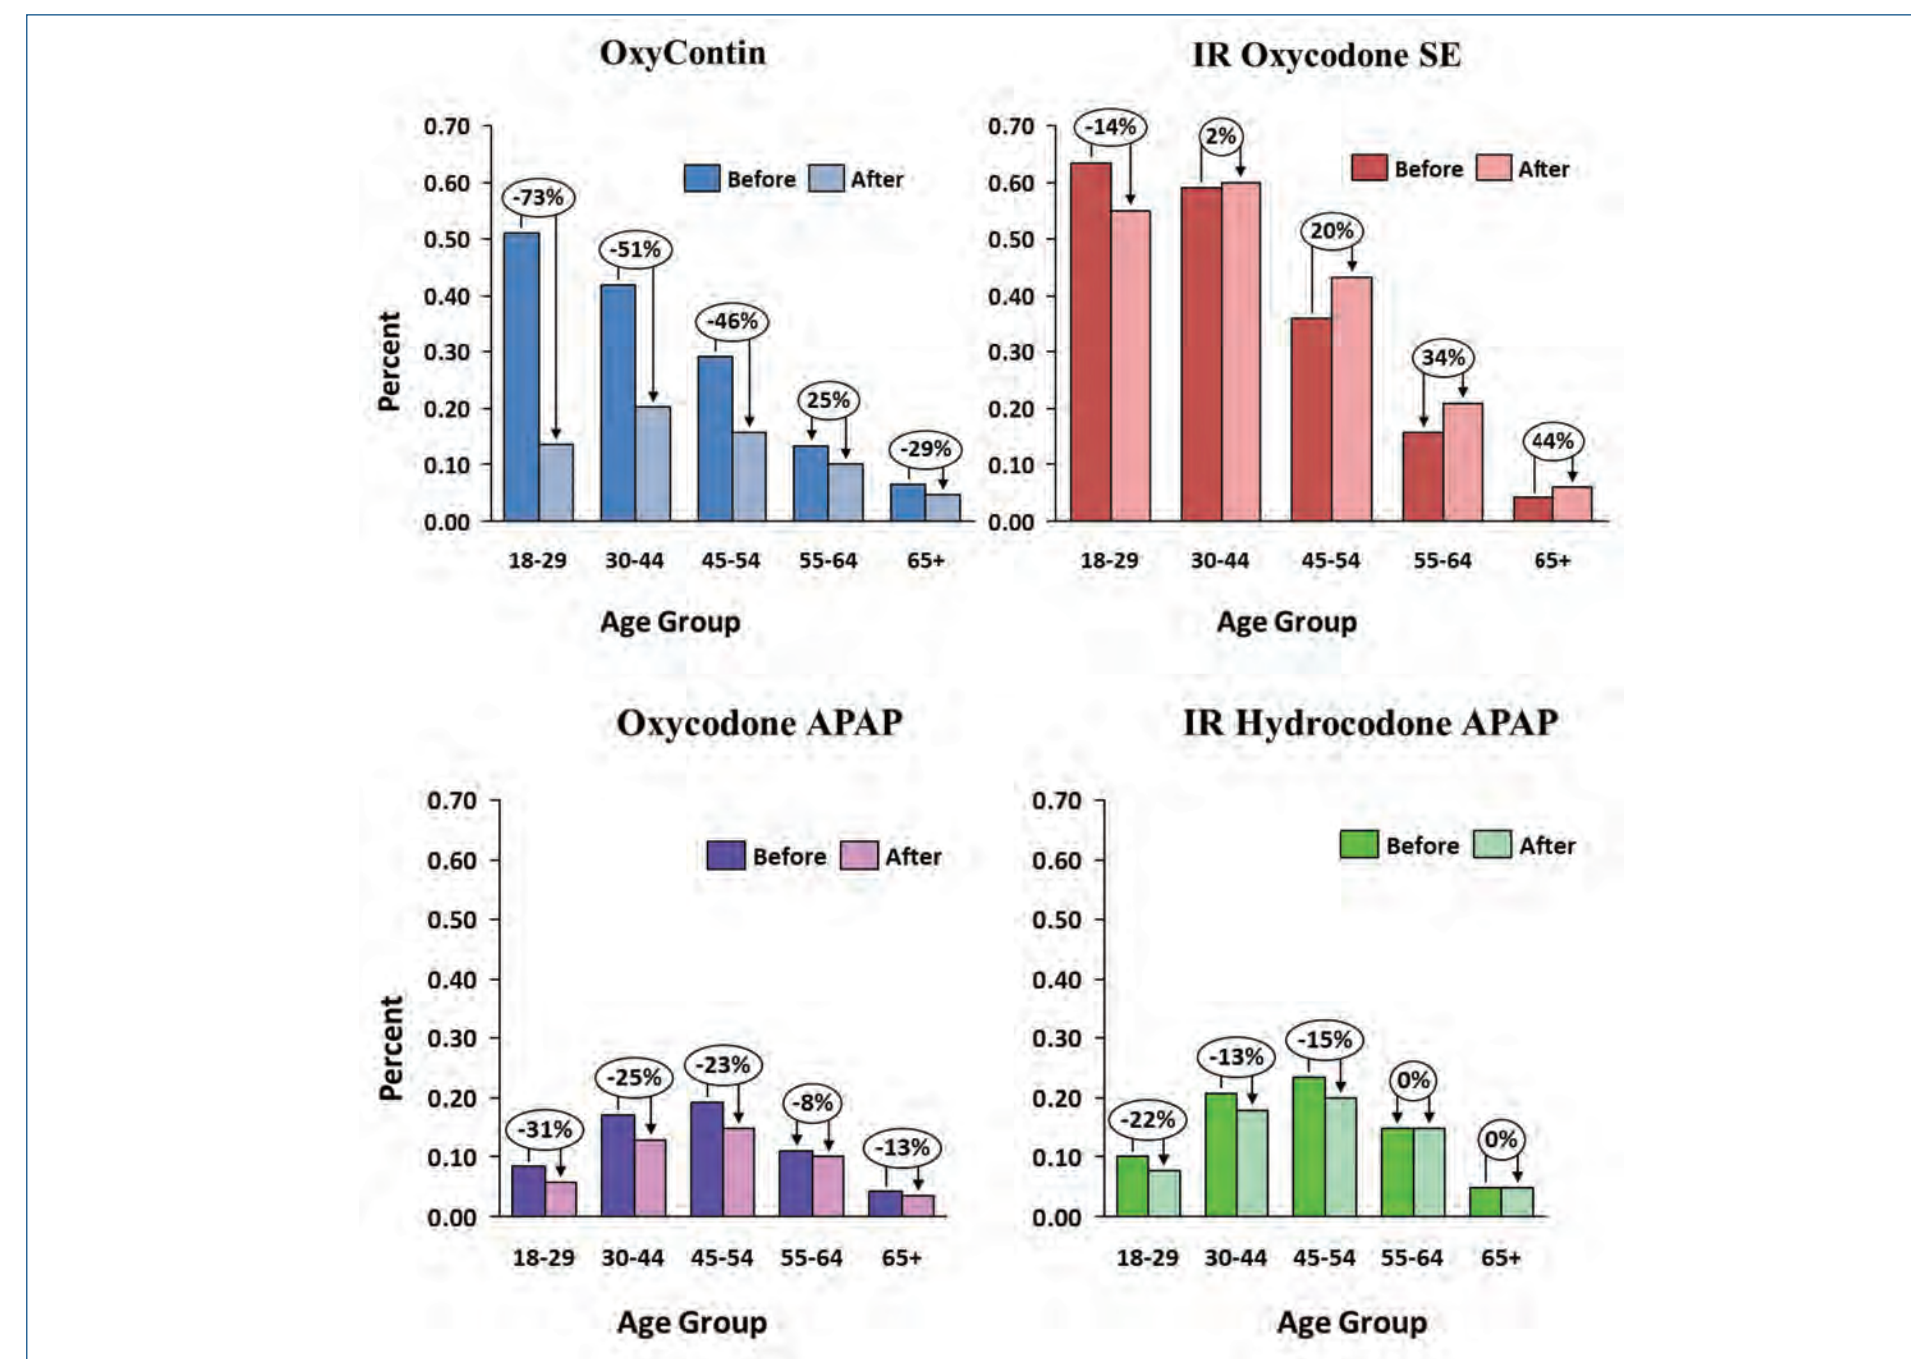 OxyContin
0.70
0.60
0.50
0.40
0.30
0.20
0.10
0.00
Percent
Before After
-73%
-51%
-46%
25%
-29%
18-29 30-44 45-54 55-64 65+
Age Group
IR Oxycodone SE
0.70
0.60
0.50
0.40
0.30
0.20
0.10
0.00
Before After
-14%
2%
20%
34%
44%
18-29 30-44 45-54 55-64 65+
Age Group
Oxycodone APAP
0.70
0.60
0.50
0.40
0.30
0.20
0.10
0.00
Percent
Before After
-31%
-25%
-23%
-8%
-13%
18-29 30-44 45-54 55-64 65+
Age Group
IR Hydrocodone APAP
0.70
0.60
0.50
0.40
0.30
0.20
0.10
0.00
Before After
-22%
-13%
-15%
0%
0%
18-29 30-44 45-54 55-64 65+
Age Group